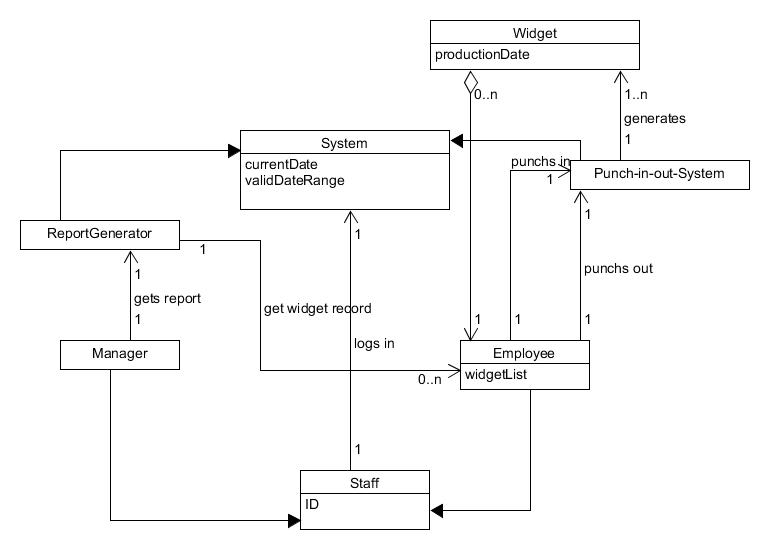 Widget
productionDate
0..n
1..n
generates
1
System
currentDate
validDateRange
punchs in
1
Punch-in-out-System
ReportGenerator
1
1
1
punchs out
1
gets report
1
get widget record
logs in
1
1
1
Manager
Employee
widgetList
0..n
1
Staff
ID